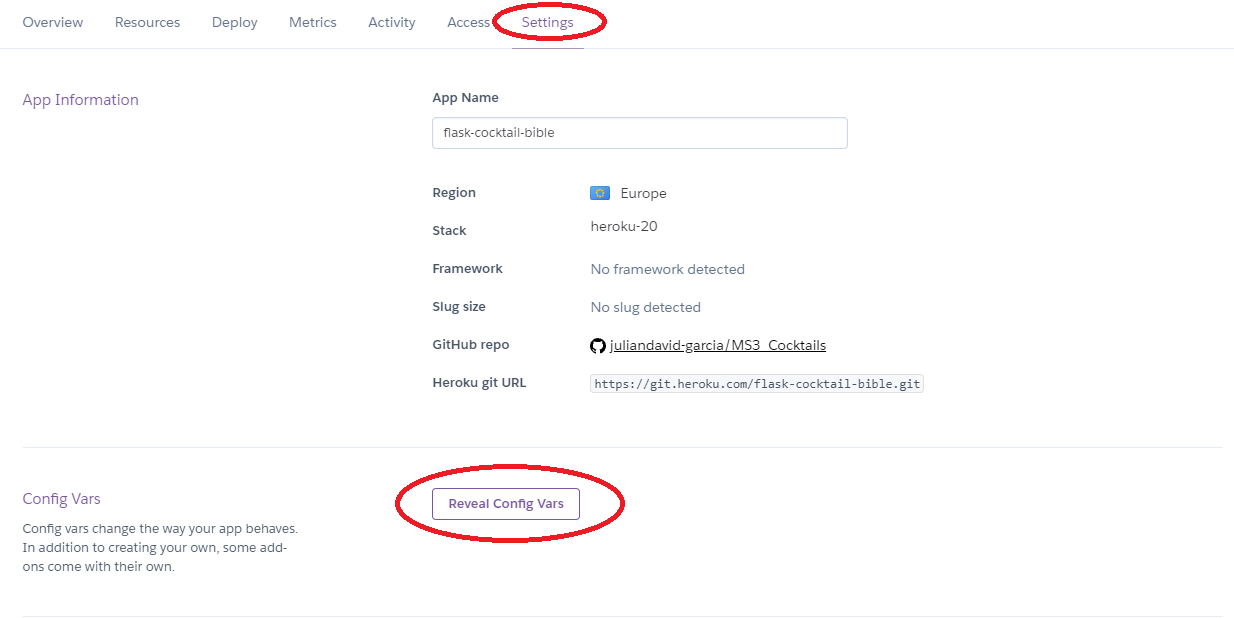 Overview Resources Deploy Metrics Activity Access Settings
App Information
App Name
flask-cocktail-bible
Region Europe
Stack heroku-20
Framework No framework detected
Slug size No slug detected
GitHub repo juliandavid-garcia/MS3_Cocktails
Heroku git URL https://git.heroku.com/flask-cocktail-bible.git
Config Vars
Config vars change the way your app behaves.
In addition to creating your own, some add-
ons come with their own.
Reveal Config Vars